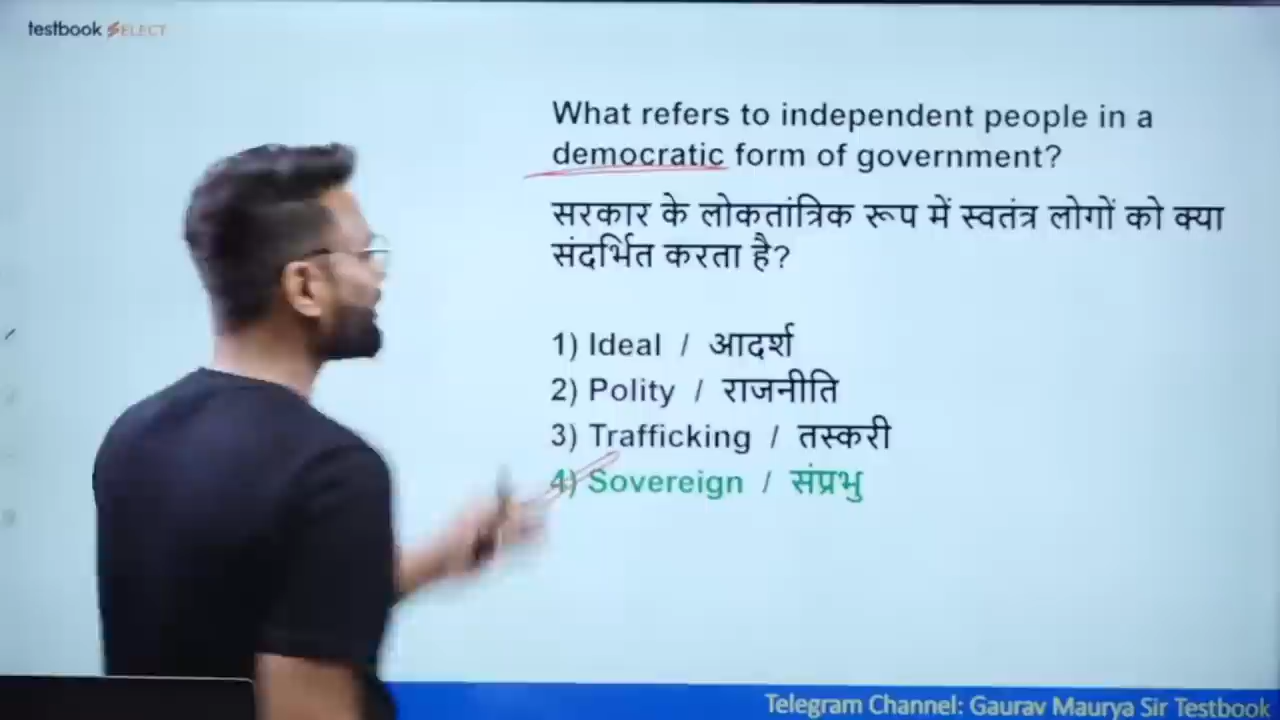 testbook SELECT
What refers to independent people in a
democratic form of government?
सरकार के लोकतांत्रिक रूप में स्वतंत्र लोगों को क्या
संदर्भित करता है?
1) Ideal / आदर्श
2) Polity / राजनीति
3) Trafficking / तस्करी
4) Sovereign / संप्रभु
Telegram Channel: Gaurav Maurya Sir Testbook